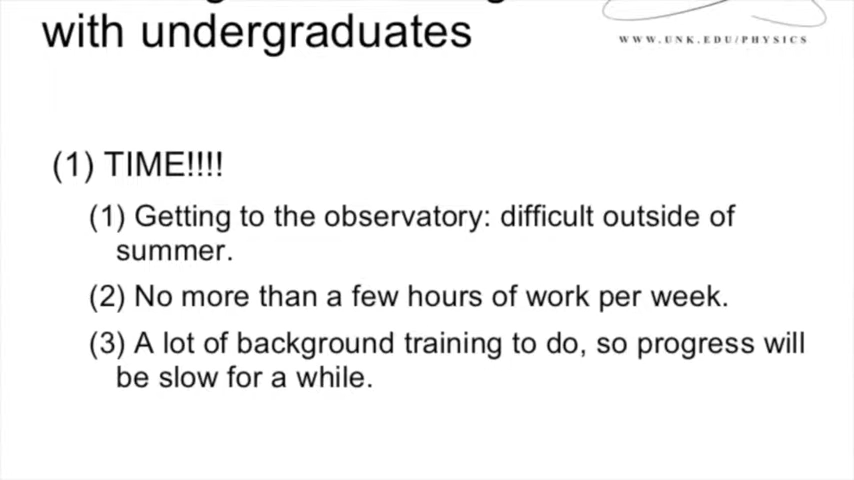 with undergraduates
WWW.UNK.EDU/PHYSICS
(1) TIME!!!!
(1) Getting to the observatory: difficult outside of
summer.
(2) No more than a few hours of work per week.
(3) A lot of background training to do, so progress will
be slow for a while.